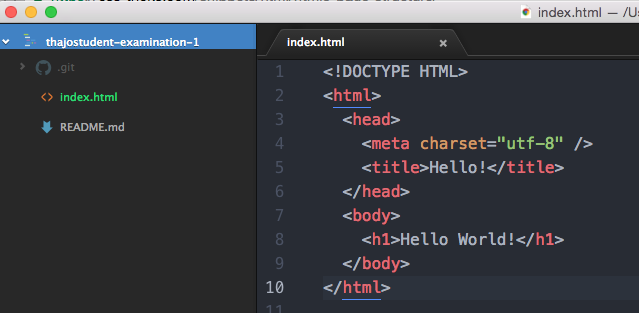 index.html — /Us
thajostudent-examination-1
index.html
.git
index.html
README.md
1 <!DOCTYPE HTML>
2 <html>
3 <head>
4 <meta charset="utf-8" />
5 <title>Hello!</title>
6 </head>
7 <body>
8 <h1>Hello World!</h1>
9 </body>
10 </html>
11